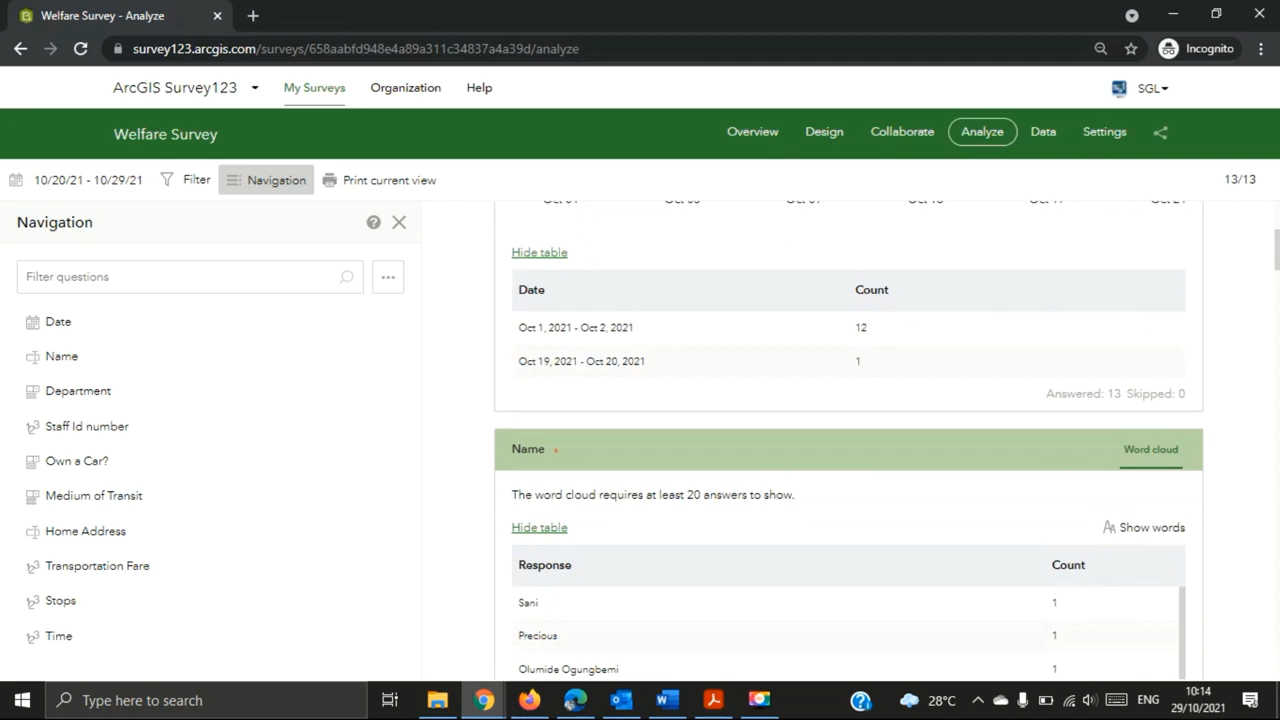 Welfare Survey - Analyze
survey123.arcgis.com/surveys/658aabfd948e4a89a311c34837a4a39d/analyze
Incognito
ArcGIS Survey123
My Surveys
Organization
Help
SGL
Welfare Survey
Overview
Design
Collaborate
Analyze
Data
Settings
10/20/21 - 10/29/21
Filter
Navigation
Print current view
13/13
Navigation
Filter questions
Date
Name
Department
Staff Id number
Own a Car?
Medium of Transit
Home Address
Transportation Fare
Stops
Time
Hide table
Date Count
Oct 1, 2021 - Oct 2, 2021 12
Oct 19, 2021 - Oct 20, 2021 1
Answered: 13 Skipped: 0
Name
Word cloud
The word cloud requires at least 20 answers to show.
Hide table
Show words
Response Count
Sani 1
Precious 1
Olumide Ogungbemi 1
Type here to search
28°C
ENG
10:14
29/10/2021